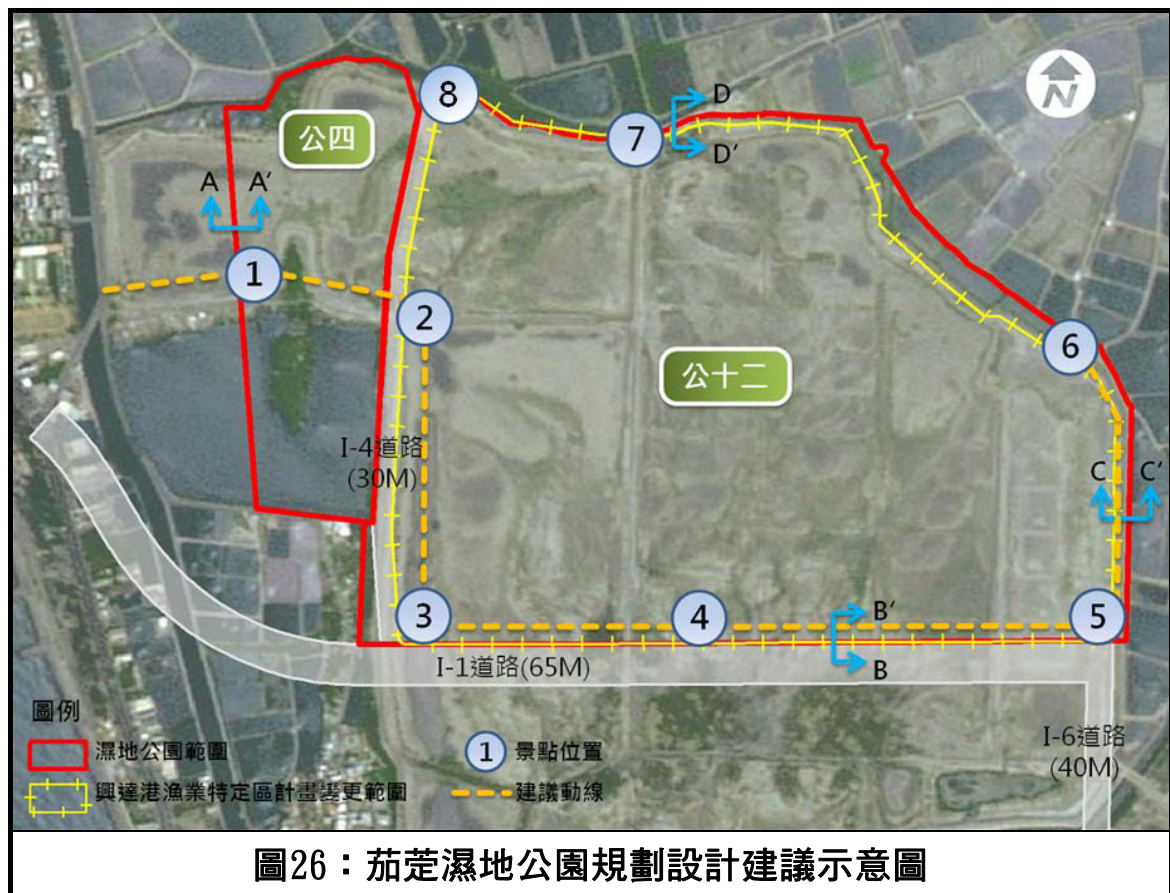 N
8
公四
7
D
D'
A A'
1
2
公十二
6
I-4道路
(30M)
C C'
3
4
B'
B
5
I-1道路(65M)
I-6道路
(40M)
圖例
濕地公園範圍
1 景點位置
興達港漁業特定區計畫變更範圍
建議動線
圖26：茄萣濕地公園規劃設計建議示意圖